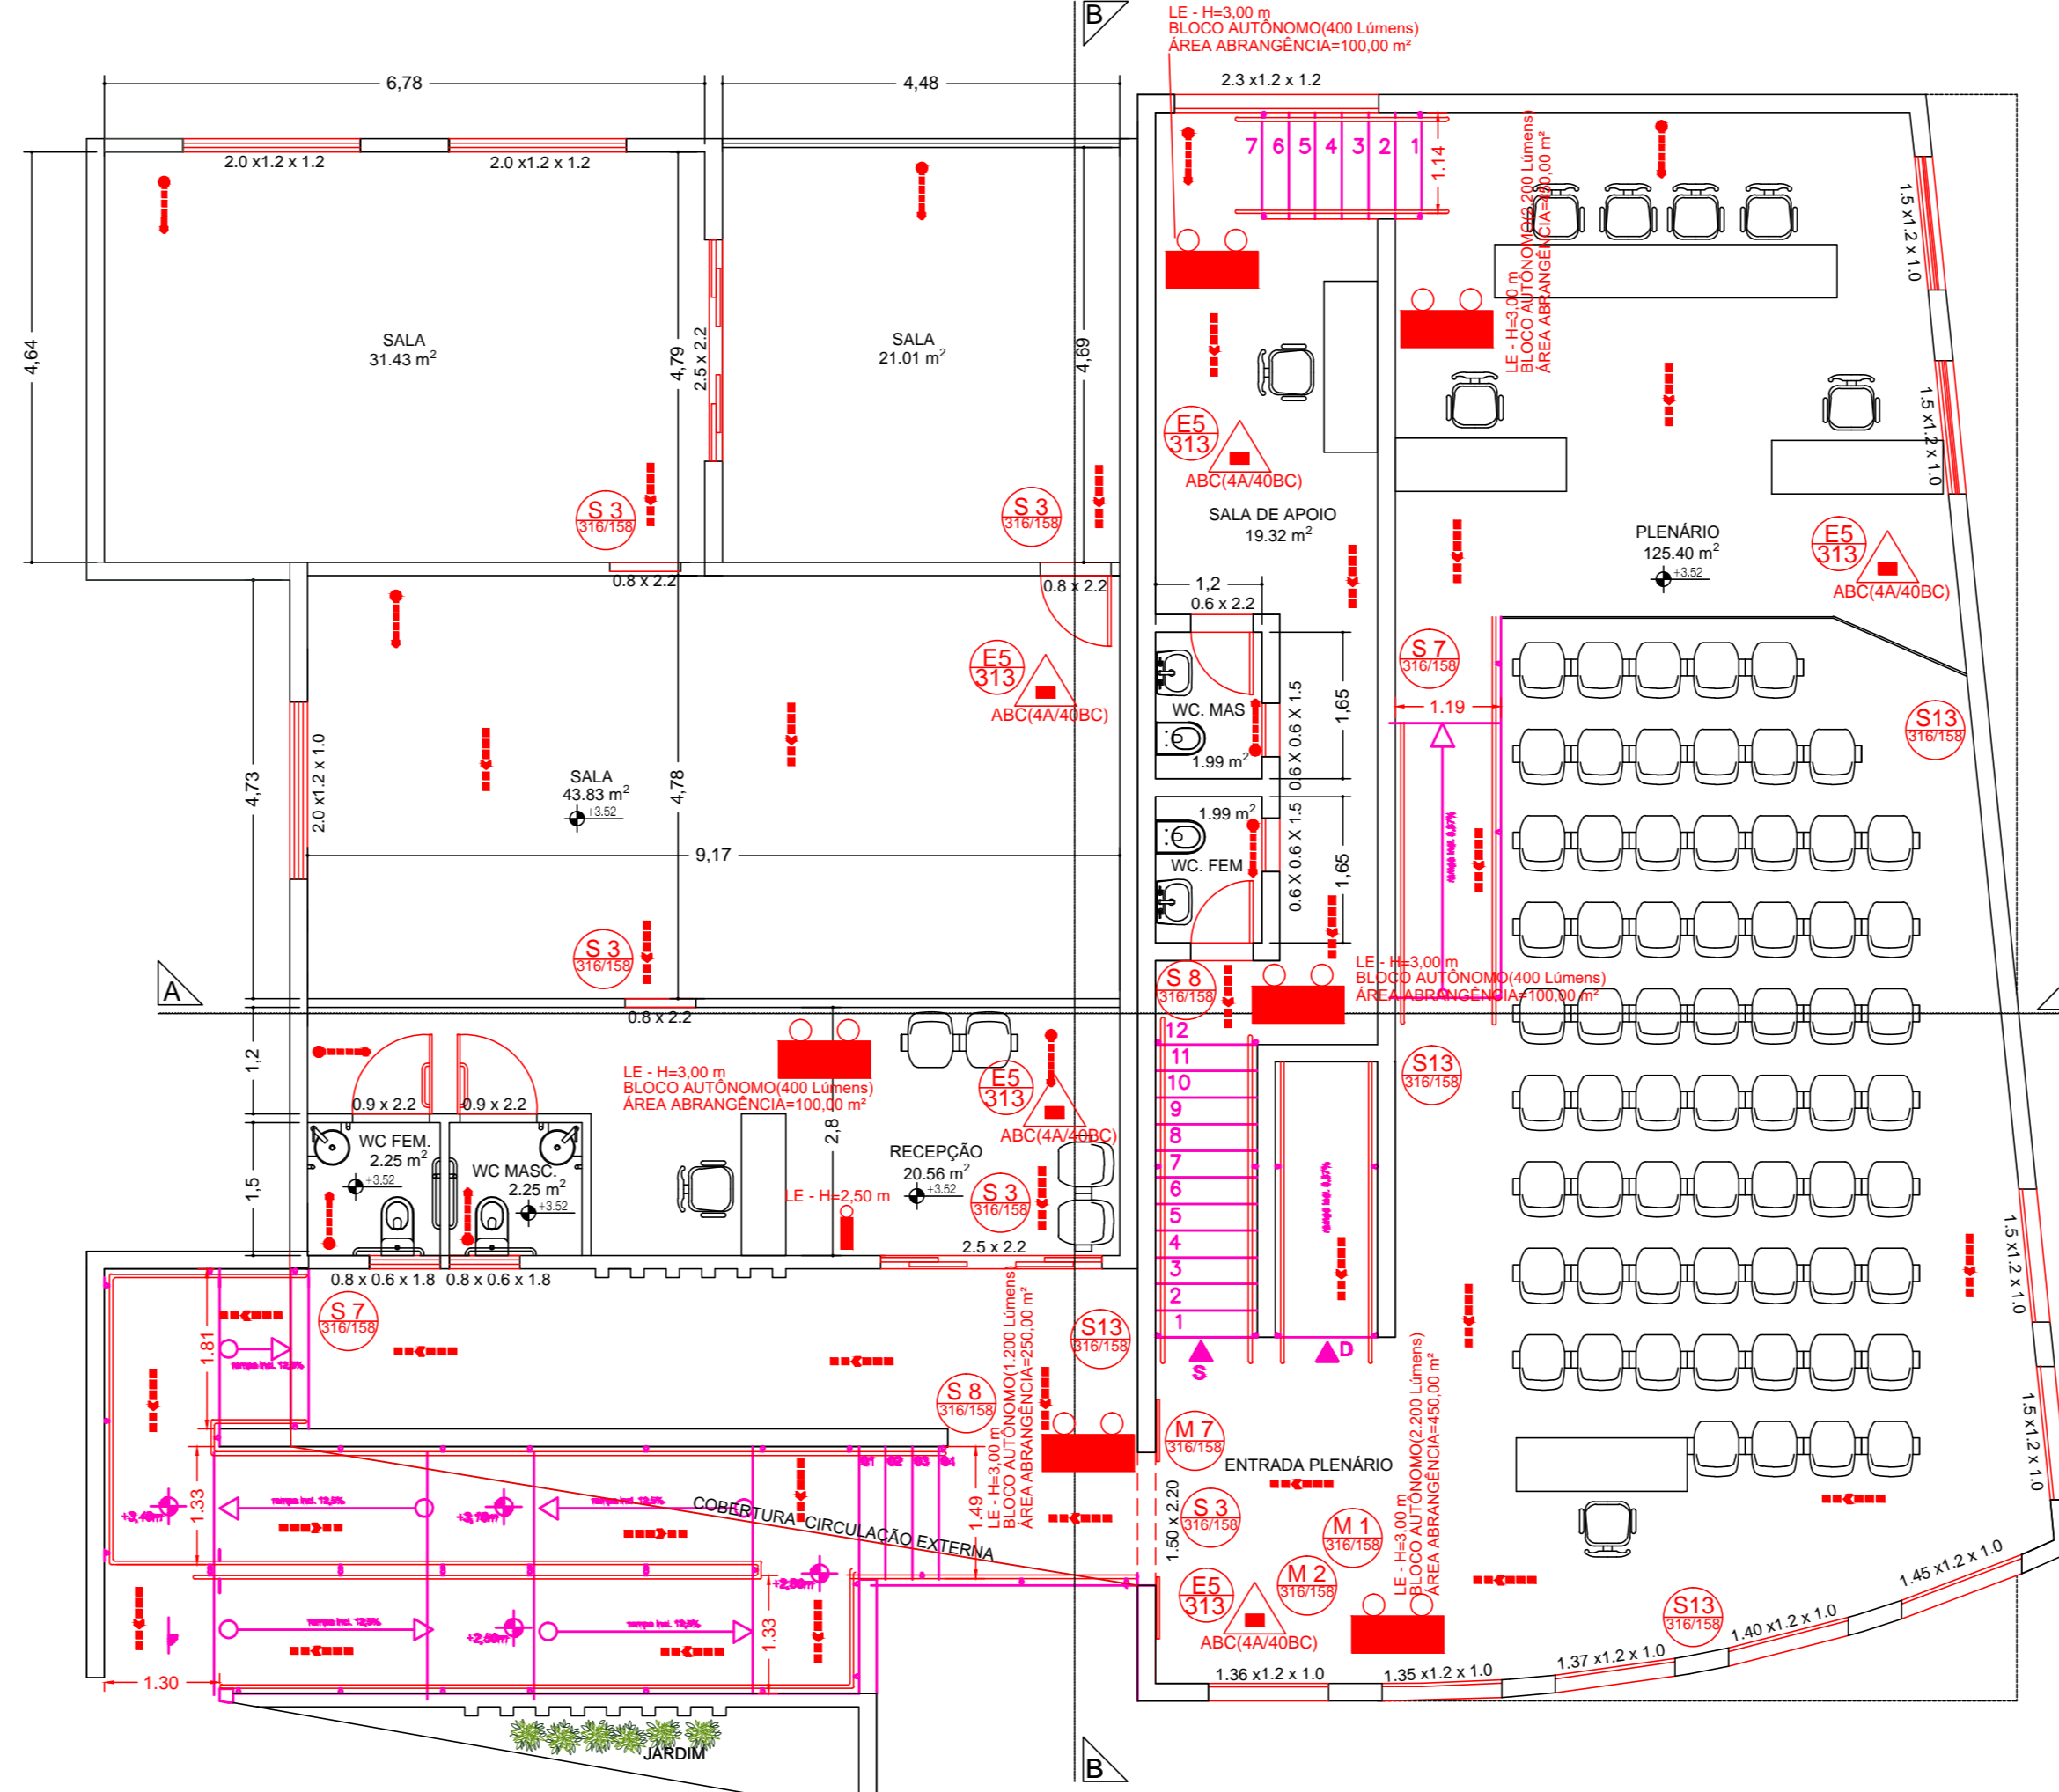 B
LE - H=3,00 m
BLOCO AUTÔNOMO(400 Lúmens)
ÁREA ABRANGÊNCIA=100,00 m²
6,78
4,48
2.3 x1.2 x 1.2
2.0 x1.2 x 1.2
2.0 x1.2 x 1.2
7 6 5 4 3 2 1
1.14
LE - H=3,00 m
BLOCO AUTÔNOMO(2.200 Lúmens)
ÁREA ABRANGÊNCIA=450,00 m²
1.5 x1.2 x 1.0
4,64
SALA
31.43 m²
4,79
2.5 x 2.2
SALA
21.01 m²
4,69
1.5 x1.2 x 1.0
E5
313
ABC(4A/40BC)
S 3
316/158
S 3
316/158
SALA DE APOIO
19.32 m²
PLENÁRIO
125.40 m²
+3.52
E5
313
ABC(4A/40BC)
0.8 x 2.2
0.8 x 2.2
1,2
0.6 x 2.2
E5
313
ABC(4A/40BC)
S 7
316/158
1.19
S13
316/158
WC. MAS
1.99 m²
0.6 X 0.6 X 1.5
1,65
4,73
2.0 x1.2 x 1.0
SALA
43.83 m²
+3.52
4,78
9,17
1.99 m²
WC. FEM
0.6 X 0.6 X 1.5
1,65
S 3
316/158
A
0.8 x 2.2
S 8
316/158
LE - H=3,00 m
BLOCO AUTÔNOMO(400 Lúmens)
ÁREA ABRANGÊNCIA=100,00 m²
1,2
LE - H=3,00 m
BLOCO AUTÔNOMO(400 Lúmens)
ÁREA ABRANGÊNCIA=100,00 m²
E5
313
ABC(4A/40BC)
12
11
10
9
8
7
6
5
4
3
2
1
S
D
S13
316/158
0.9 x 2.2
0.9 x 2.2
2,8
1,5
WC FEM.
2.25 m²
+3.52
WC MASC.
2.25 m²
+3.52
RECEPÇÃO
20.56 m²
+3.52
LE - H=2,50 m
S 3
316/158
2.5 x 2.2
0.8 x 0.6 x 1.8
0.8 x 0.6 x 1.8
1.5 x1.2 x 1.0
1.81
S 7
316/158
S13
316/158
S 8
316/158
LE - H=3,00 m
BLOCO AUTÔNOMO(1.200 Lúmens)
ÁREA ABRANGÊNCIA=250,00 m²
1.5 x1.2 x 1.0
M 7
316/158
ENTRADA PLENÁRIO
1.33
1.49
COBERTURA CIRCULAÇÃO EXTERNA
1.50 x 2.20
S 3
316/158
M 1
316/158
M 2
316/158
LE - H=3,00 m
BLOCO AUTÔNOMO(2.200 Lúmens)
ÁREA ABRANGÊNCIA=450,00 m²
E5
313
ABC(4A/40BC)
S13
316/158
1.45 x1.2 x 1.0
1.40 x1.2 x 1.0
1.37 x1.2 x 1.0
1.35 x1.2 x 1.0
1.36 x1.2 x 1.0
1.33
1.30
JARDIM
B